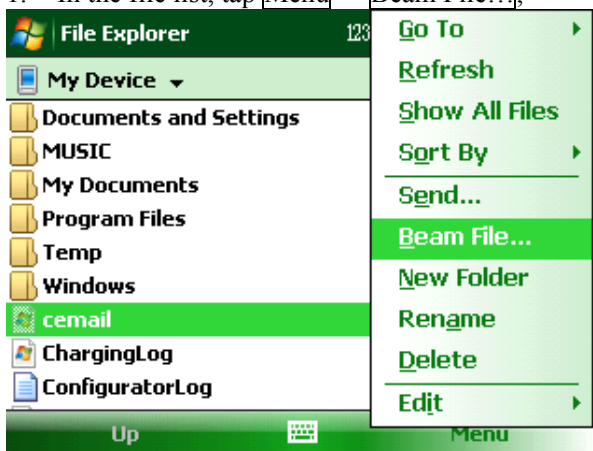 1. In the file list, tap Menu Beam File...,
File Explorer 123
My Device
Documents and Settings
MUSIC
My Documents
Program Files
Temp
Windows
cemail
ChargingLog
ConfiguratorLog
Up
Go To
Refresh
Show All Files
Sort By
Send...
Beam File...
New Folder
Rename
Delete
Edit
Menu